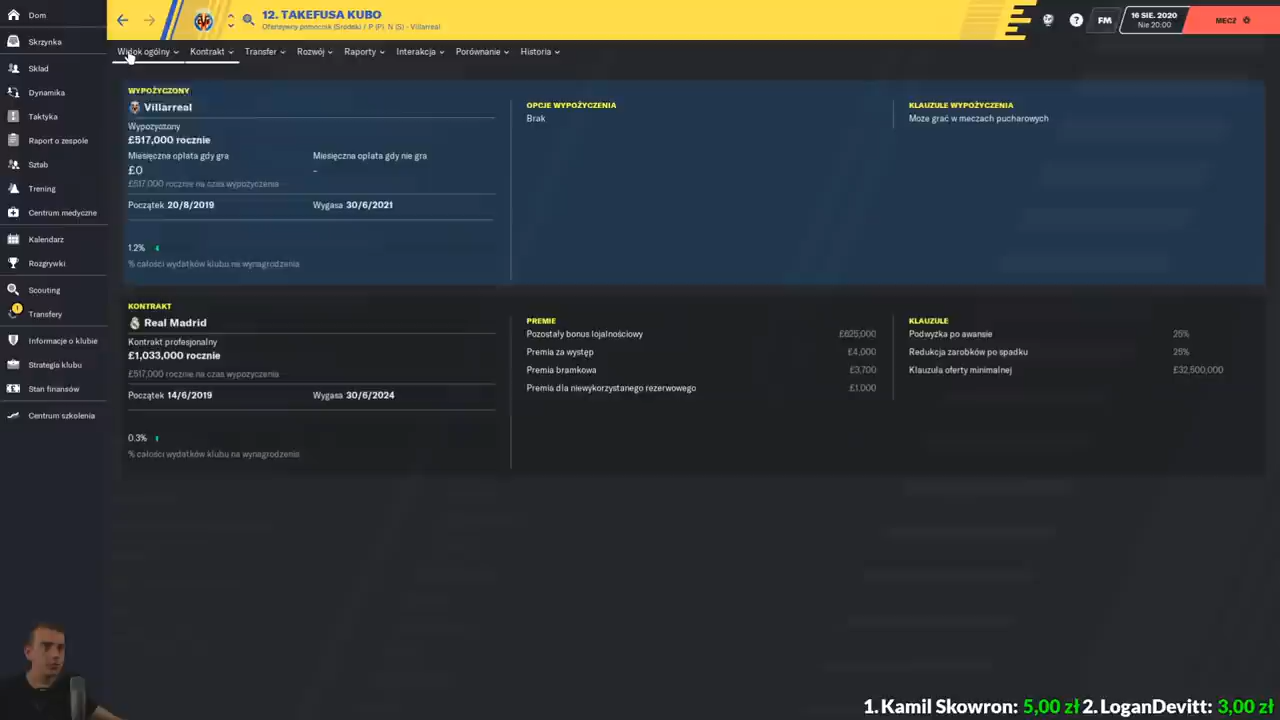 Dom
Skrzynka
Skład
Dynamika
Taktyka
Raport o zespole
Sztab
Trening
Centrum medyczne
Kalendarz
Rozgrywki
Scouting
1
Transfery
Informacje o klubie
Strategia klubu
Stan finansów
Centrum szkolenia
12. TAKEFUSA KUBO
Ofensywny pomocnik (Środek) / P (P), N (S) - Villarreal
?
FM
16 SIE. 2020
Nie 20:00
MECZ
Widok ogólny
Kontrakt
Transfer
Rozwój
Raporty
Interakcja
Porównanie
Historia
WYPOŻYCZONY
Villarreal
Wypożyczony
£517,000 rocznie
Miesięczna opłata gdy gra
Miesięczna opłata gdy nie gra
£0
-
£517,000 rocznie na czas wypożyczenia
Początek 20/8/2019
Wygasa 30/6/2021
1.2%
% całości wydatków klubu na wynagrodzenia
OPCJE WYPOŻYCZENIA
Brak
KLAUZULE WYPOŻYCZENIA
Może grać w meczach pucharowych
KONTRAKT
Real Madrid
Kontrakt profesjonalny
£1,033,000 rocznie
£517,000 rocznie na czas wypożyczenia
Początek 14/6/2019
Wygasa 30/6/2024
0.3%
% całości wydatków klubu na wynagrodzenia
PREMIE
Pozostały bonus lojalnościowy £625,000
Premia za występ £4,000
Premia bramkowa £3,700
Premia dla niewykorzystanego rezerwowego £1,000
KLAUZULE
Podwyżka po awansie 25%
Redukcja zarobków po spadku 25%
Klauzula oferty minimalnej £32,500,000
1. Kamil Skowron: 5,00 zł 2. LoganDevitt: 3,00 zł